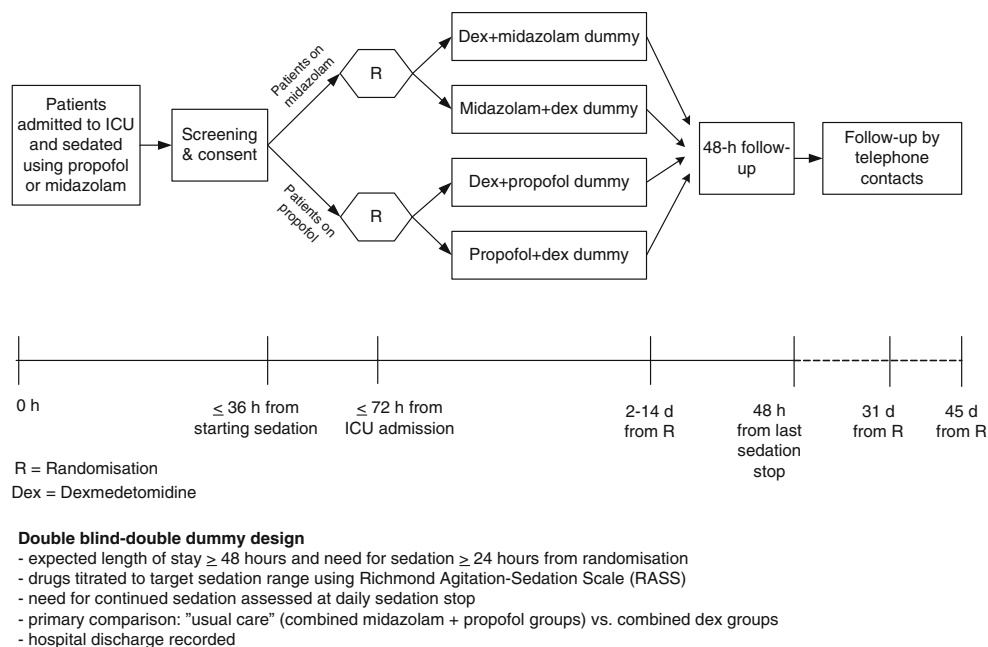 Patients
admitted to ICU
and sedated
using propofol
or midazolam
Screening
& consent
Patients on
midazolam
Patients on
propofol
R
R
Dex+midazolam dummy
Midazolam+dex dummy
Dex+propofol dummy
Propofol+dex dummy
48-h follow-
up
Follow-up by
telephone
contacts
0 h
≤ 36 h from
starting sedation
≤ 72 h from
ICU admission
2-14 d
from R
48 h
from last
sedation
stop
31 d
from R
45 d
from R
R = Randomisation
Dex = Dexmedetomidine
Double blind-double dummy design
- expected length of stay ≥ 48 hours and need for sedation ≥ 24 hours from randomisation
- drugs titrated to target sedation range using Richmond Agitation-Sedation Scale (RASS)
- need for continued sedation assessed at daily sedation stop
- primary comparison: ”usual care” (combined midazolam + propofol groups) vs. combined dex groups
- hospital discharge recorded